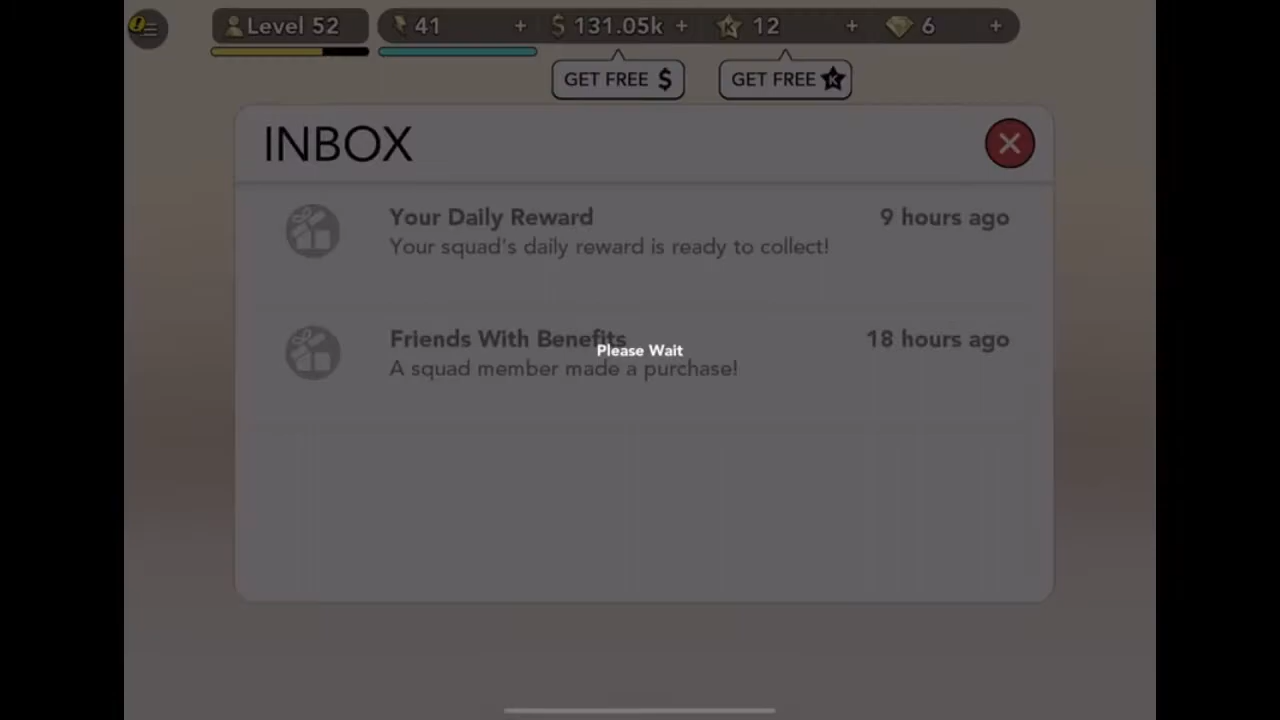 Level 52
41 +
$ 131.05k +
K 12 +
6 +
GET FREE $
GET FREE K
INBOX
Your Daily Reward
9 hours ago
Your squad's daily reward is ready to collect!
Friends With Benefits
18 hours ago
Please Wait
A squad member made a purchase!